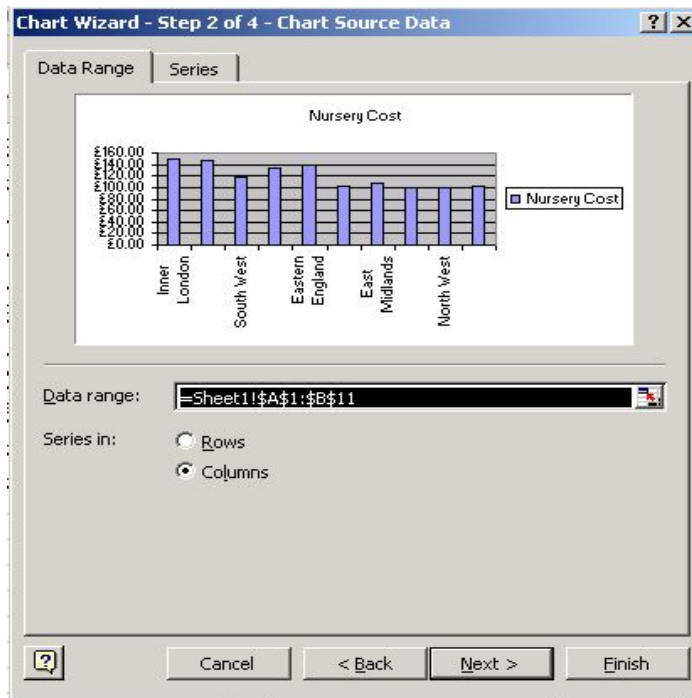 Chart Wizard - Step 2 of 4 - Chart Source Data
Data Range
Series
Nursery Cost
£160.00
£140.00
£120.00
£100.00
£80.00
£60.00
£40.00
£20.00
£0.00
Nursery Cost
Inner London
South West
Eastern England
East Midlands
North West
Data range:
=Sheet1!$A$1:$B$11
Series in:
Rows
Columns
Cancel
< Back
Next >
Finish